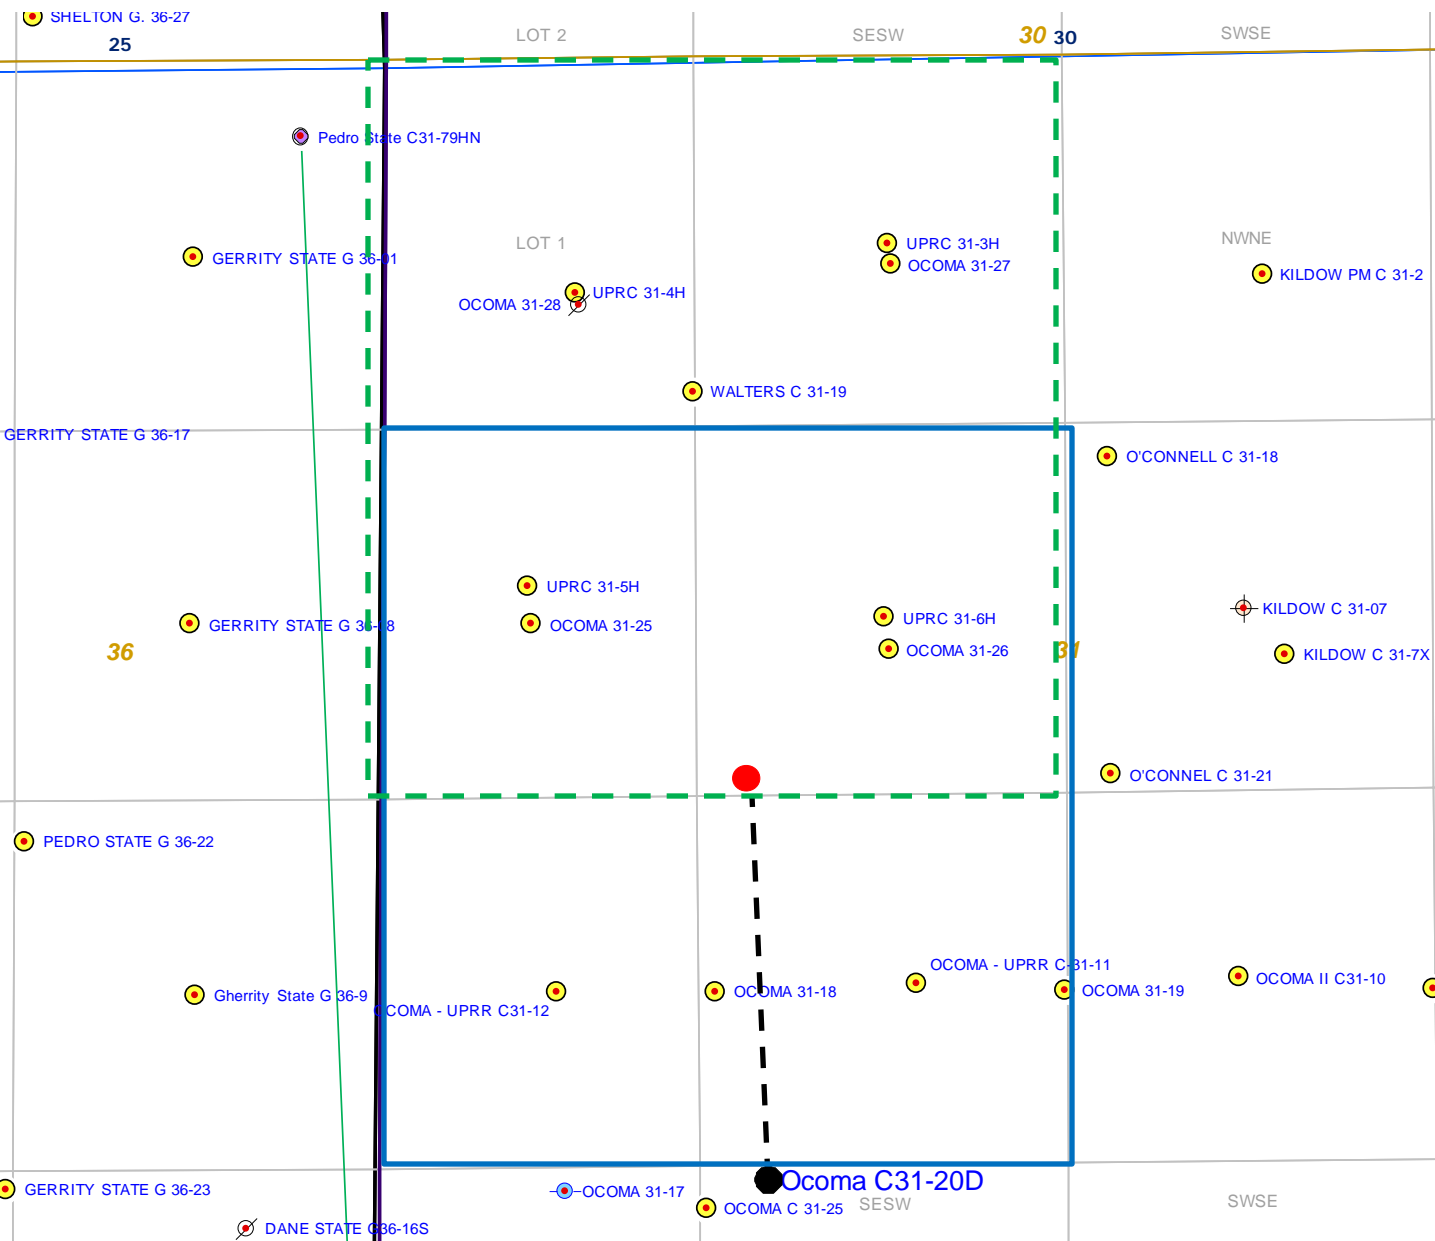 SHELTON G. 36-27
25
LOT 2
SESW
30 30
SWSE
Pedro State C31-79HN
LOT 1
NWNE
GERRITY STATE G 36-01
UPRC 31-3H
OCOMA 31-27
KILDOW PM C 31-2
UPRC 31-4H
OCOMA 31-28
WALTERS C 31-19
GERRITY STATE G 36-17
O'CONNELL C 31-18
UPRC 31-5H
GERRITY STATE G 36-18
OCOMA 31-25
UPRC 31-6H
KILDOW C 31-07
36
OCOMA 31-26
31
KILDOW C 31-7X
O'CONNEL C 31-21
PEDRO STATE G 36-22
OCOMA - UPRR C-31-11
Gherrity State G 36-9
OCOMA 31-18
OCOMA 31-19
OCOMA II C31-10
OCOMA - UPRR C31-12
Ocoma C31-20D
GERRITY STATE G 36-23
OCOMA 31-17
OCOMA C 31-25
SESW
SWSE
DANE STATE G36-16S